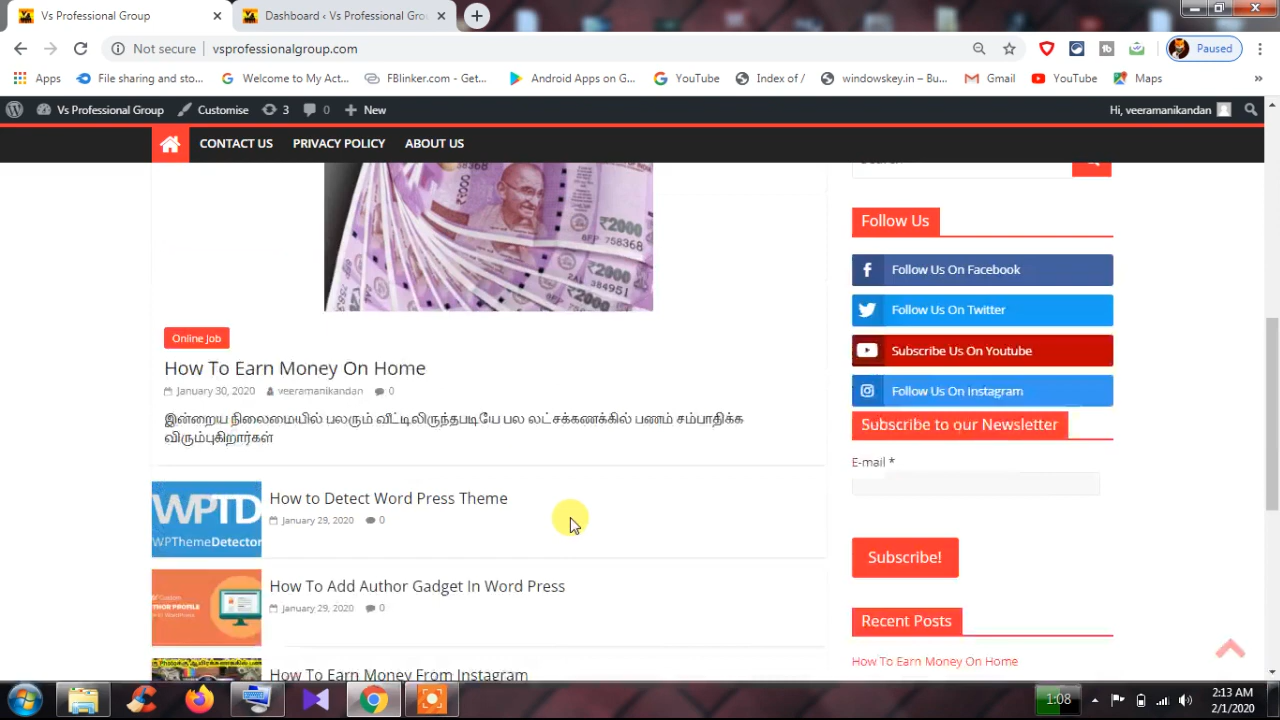 Vs Professional Group
Dashboard ‹ Vs Professional Gro
Not secure
vsprofessionalgroup.com
Paused
Apps
File sharing and sto...
Welcome to My Act...
FBlinker.com - Get...
Android Apps on G...
YouTube
Index of /
windowskey.in – Bu...
Gmail
YouTube
Maps
»
Vs Professional Group
Customise
3
0
New
Hi, veeramanikandan
CONTACT US
PRIVACY POLICY
ABOUT US
₹2000
8FP 758368
₹2000
₹2000
Follow Us
Follow Us On Facebook
Follow Us On Twitter
Subscribe Us On Youtube
Follow Us On Instagram
Online Job
How To Earn Money On Home
January 30, 2020
veeramanikandan
0
இன்றைய நிலைமையில் பலரும் வீட்டிலிருந்தபடியே பல லட்சக்கணக்கில் பணம் சம்பாதிக்க
விரும்புகிறார்கள்
Subscribe to our Newsletter
E-mail *
Subscribe!
WPTD
WPThemeDetector
How to Detect Word Press Theme
January 29, 2020
0
How To Add Author Gadget In Word Press
January 29, 2020
0
How To Earn Money From Instagram
Recent Posts
How To Earn Money On Home
1:08
2:13 AM
2/1/2020